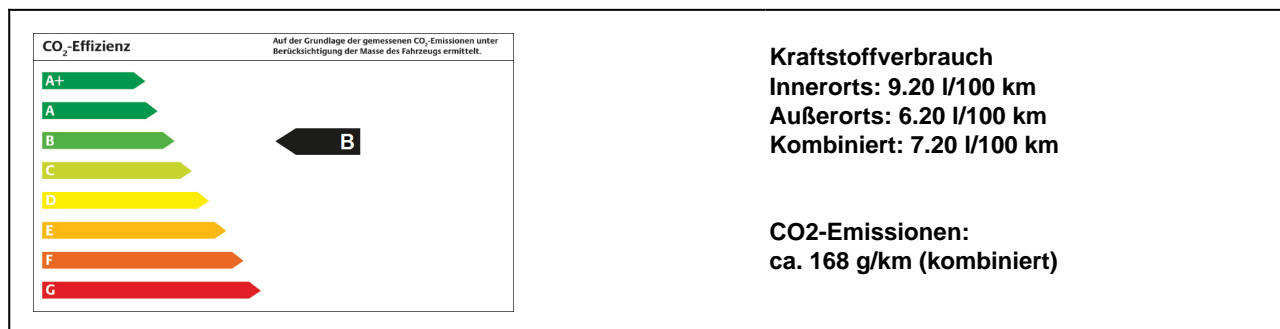 CO₂-Effizienz
Auf der Grundlage der gemessenen CO₂-Emissionen unter
Berücksichtigung der Masse des Fahrzeugs ermittelt.
A+
A
B
B
C
D
E
F
G
Kraftstoffverbrauch
Innerorts: 9.20 l/100 km
Außerorts: 6.20 l/100 km
Kombiniert: 7.20 l/100 km
CO2-Emissionen:
ca. 168 g/km (kombiniert)